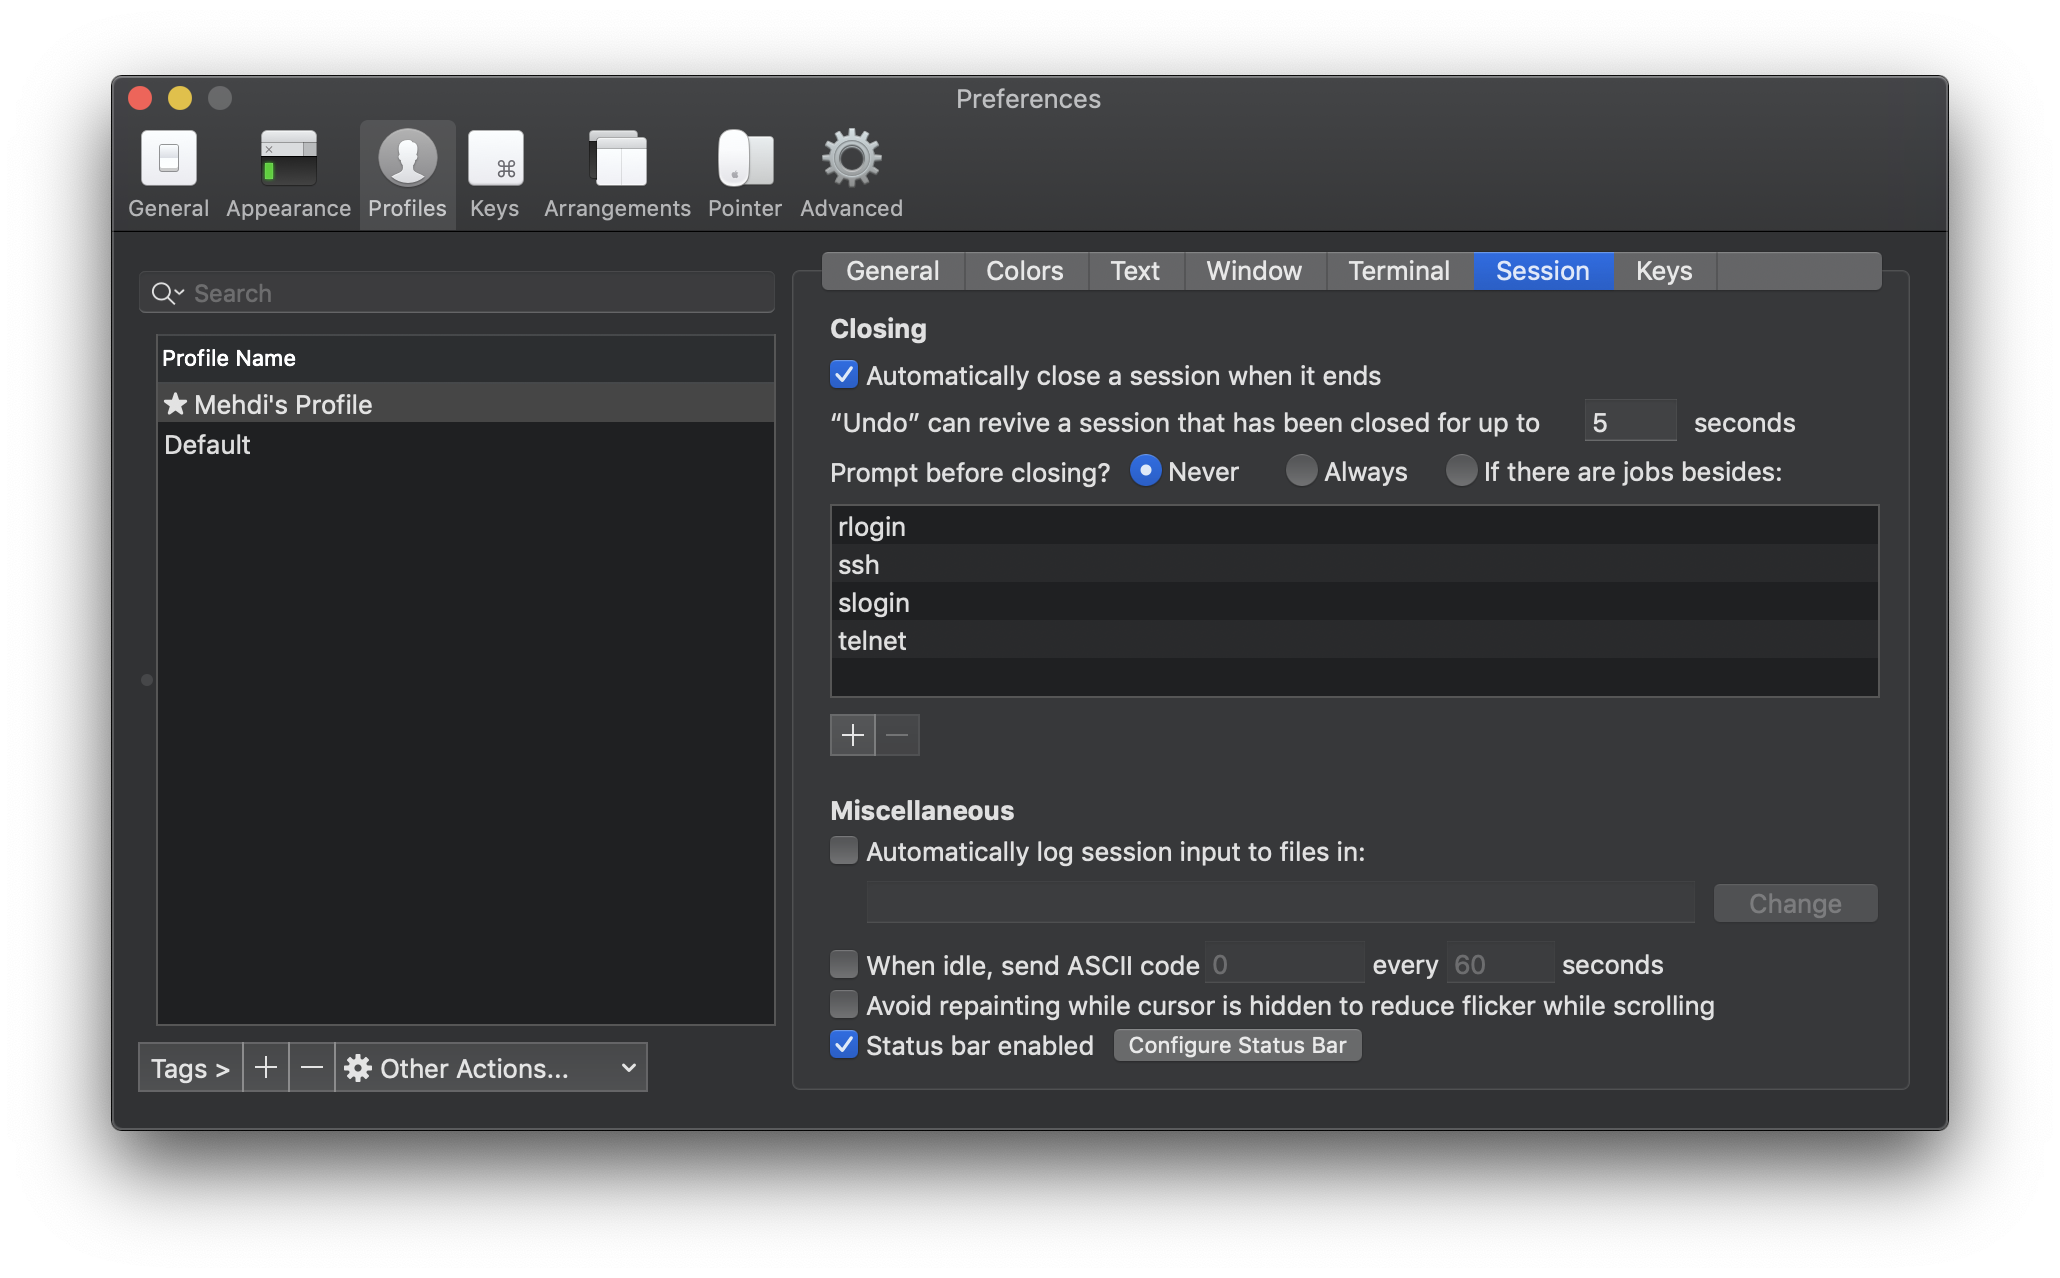 Preferences
General Appearance Profiles Keys Arrangements Pointer Advanced
Search
Profile Name
★ Mehdi's Profile
Default
Tags > + — Other Actions...
General Colors Text Window Terminal Session Keys
Closing
Automatically close a session when it ends
“Undo” can revive a session that has been closed for up to 5 seconds
Prompt before closing? Never Always If there are jobs besides:
rlogin
ssh
slogin
telnet
+ —
Miscellaneous
Automatically log session input to files in:
Change
When idle, send ASCII code 0 every 60 seconds
Avoid repainting while cursor is hidden to reduce flicker while scrolling
Status bar enabled Configure Status Bar